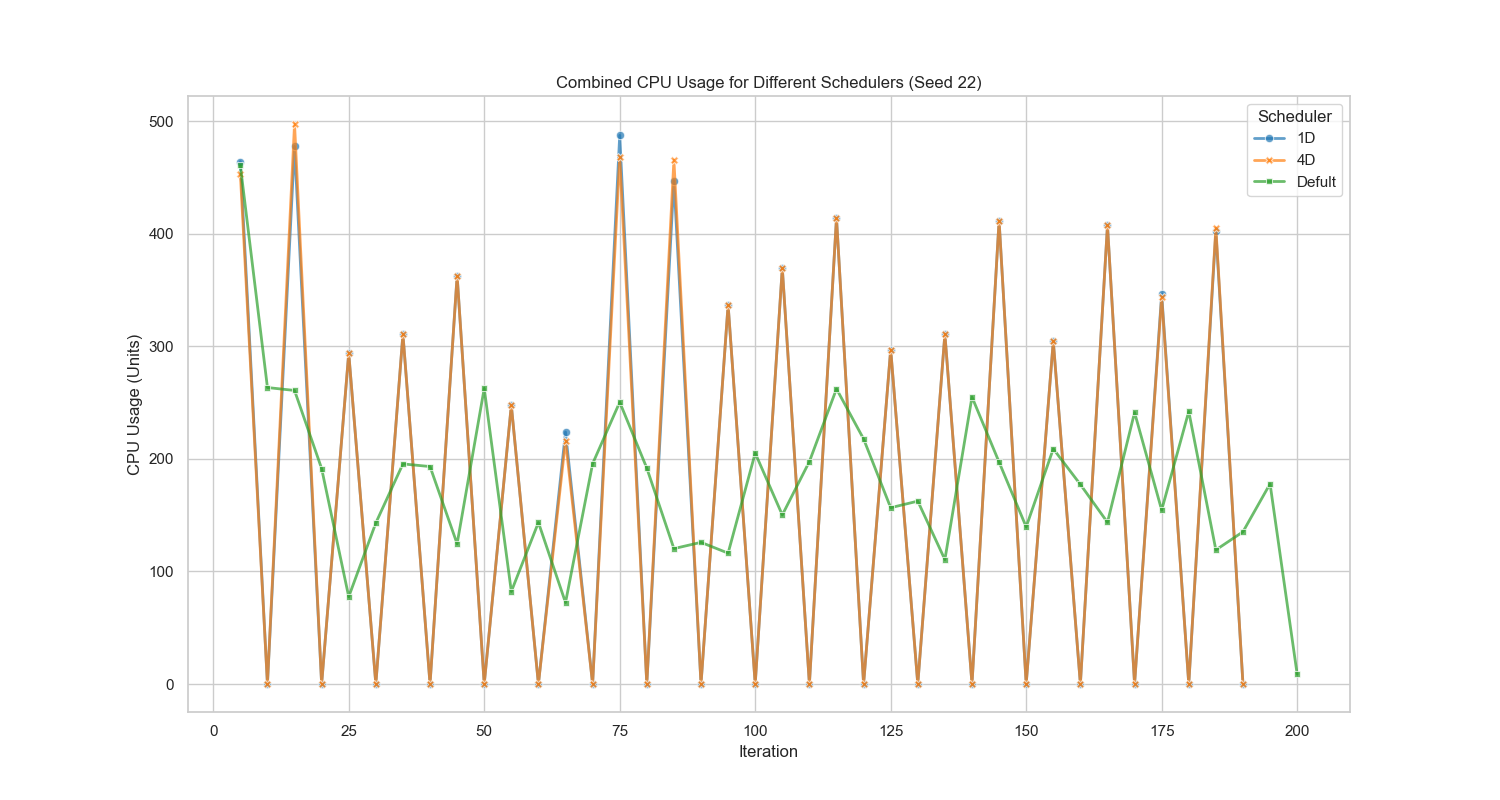 Combined CPU Usage for Different Schedulers (Seed 22)
Scheduler
1D
4D
Defult
CPU Usage (Units)
500
400
300
200
100
0
0 25 50 75 100 125 150 175 200
Iteration